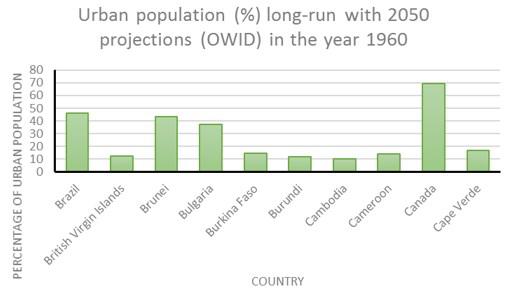 Urban population (%) long-run with 2050
projections (OWID) in the year 1960
PERCENTAGE OF URBAN POPULATION
80
70
60
50
40
30
20
10
0
Brazil
British Virgin Islands
Brunei
Bulgaria
Burkina Faso
Burundi
Cambodia
Cameroon
Canada
Cape Verde
COUNTRY